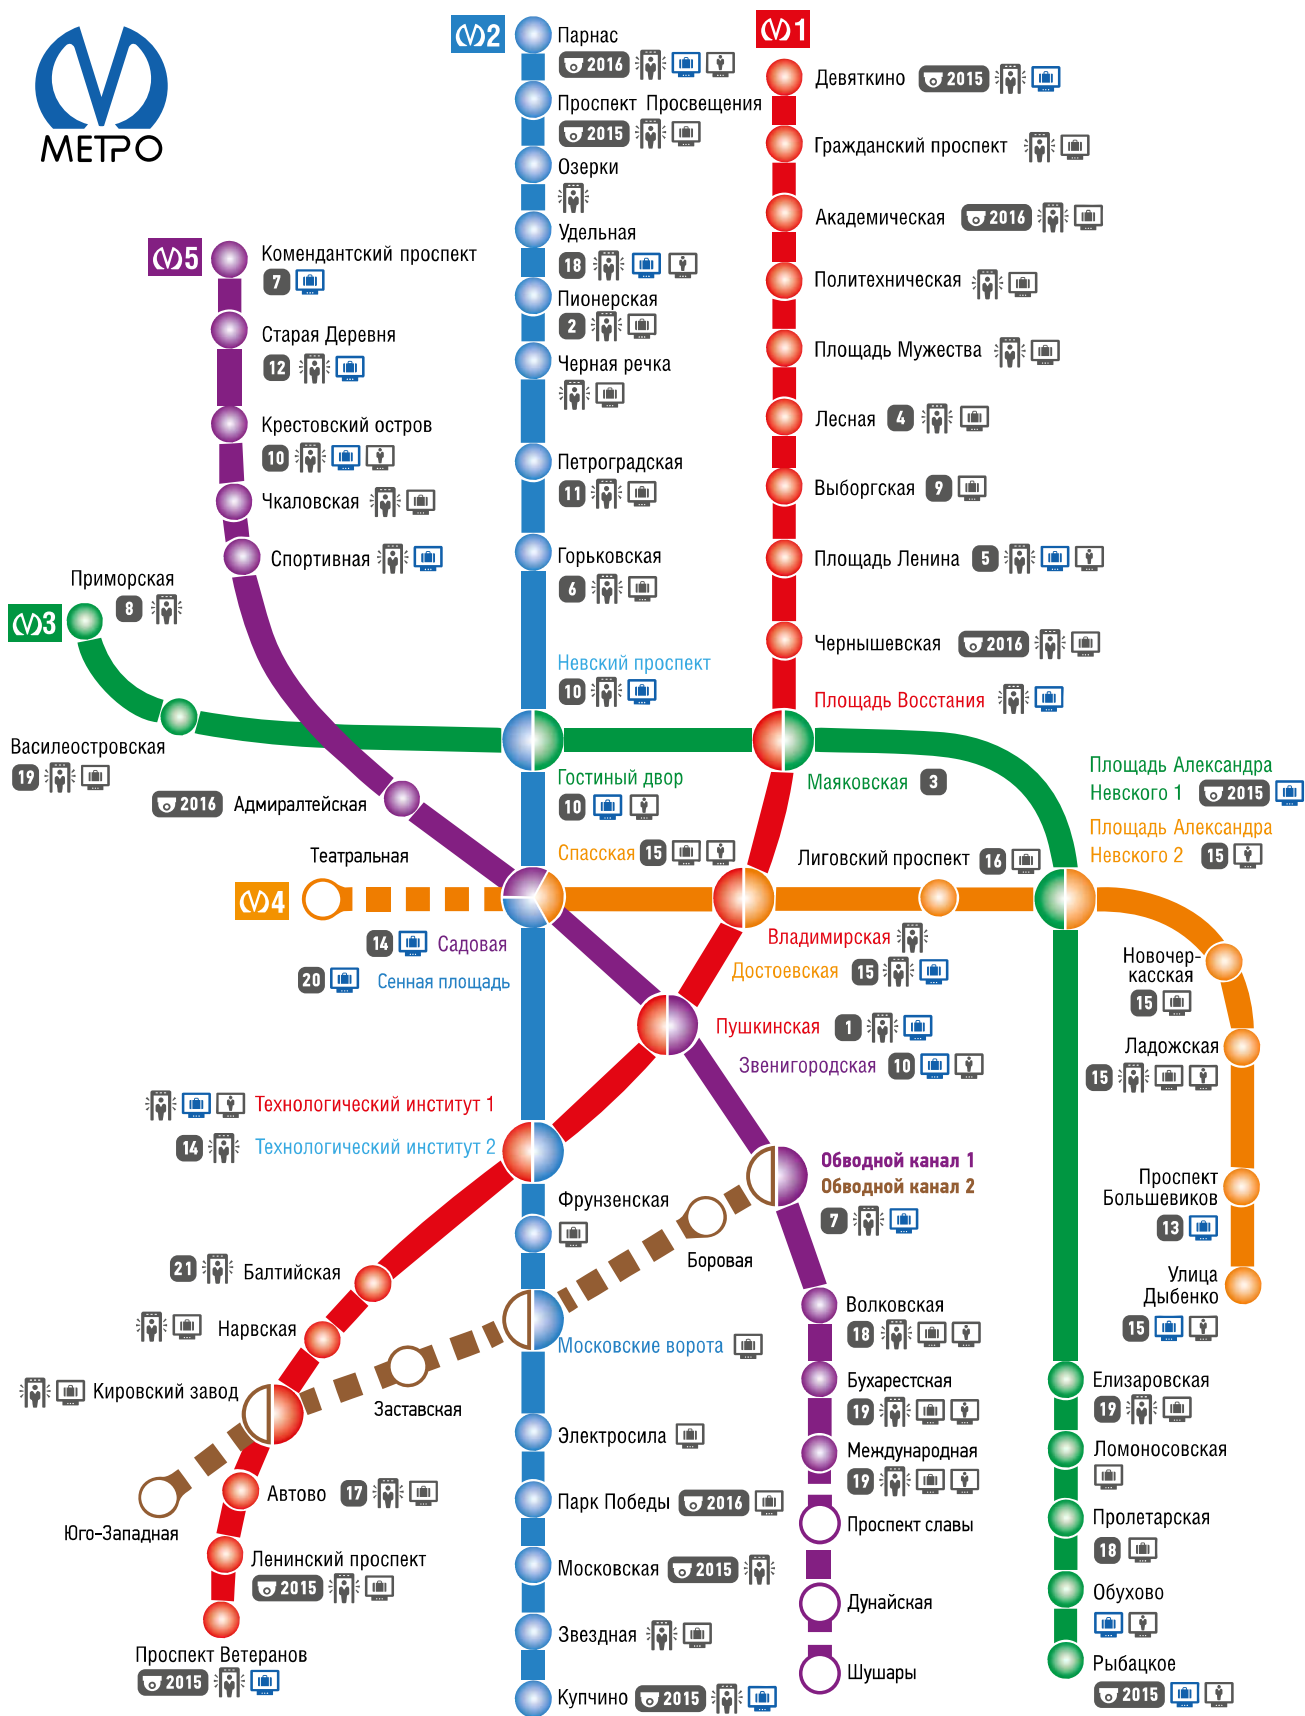 МЕТРО
2
Парнас
2016
Проспект Просвещения
2015
Озерки
Удельная
18
Пионерская
2
Черная речка
Петроградская
11
Горьковская
6
Невский проспект
10
Гостиный двор
10
Спасская 15
1
Девяткино 2015
Гражданский проспект
Академическая 2016
Политехническая
Площадь Мужества
Лесная 4
Выборгская 9
Площадь Ленина 5
Чернышевская 2016
Площадь Восстания
Маяковская 3
5
Комендантский проспект
7
Старая Деревня
12
Крестовский остров
10
Чкаловская
Спортивная
Приморская
8
3
Василеостровская
19
2016 Адмиралтейская
Театральная
4
14 Садовая
20 Сенная площадь
Площадь Александра
Невского 1 2015
Площадь Александра
Невского 2 15
Лиговский проспект 16
Владимирская
Достоевская 15
Новочер-
касская
15
Ладожская
15
Проспект
Большевиков
13
Улица
Дыбенко
15
Пушкинская 1
Звенигородская 10
Технологический институт 1
14 Технологический институт 2
Обводной канал 1
Обводной канал 2
7
Фрунзенская
Боровая
21 Балтийская
Нарвская
Кировский завод
Заставская
Московские ворота
Юго-Западная
Автово 17
Ленинский проспект
2015
Проспект Ветеранов
2015
Электросила
Парк Победы 2016
Московская 2015
Звездная
Купчино 2015
Волковская
18
Бухарестская
19
Международная
19
Проспект славы
Дунайская
Шушары
Елизаровская
19
Ломоносовская
Пролетарская
18
Обухово
Рыбацкое
2015